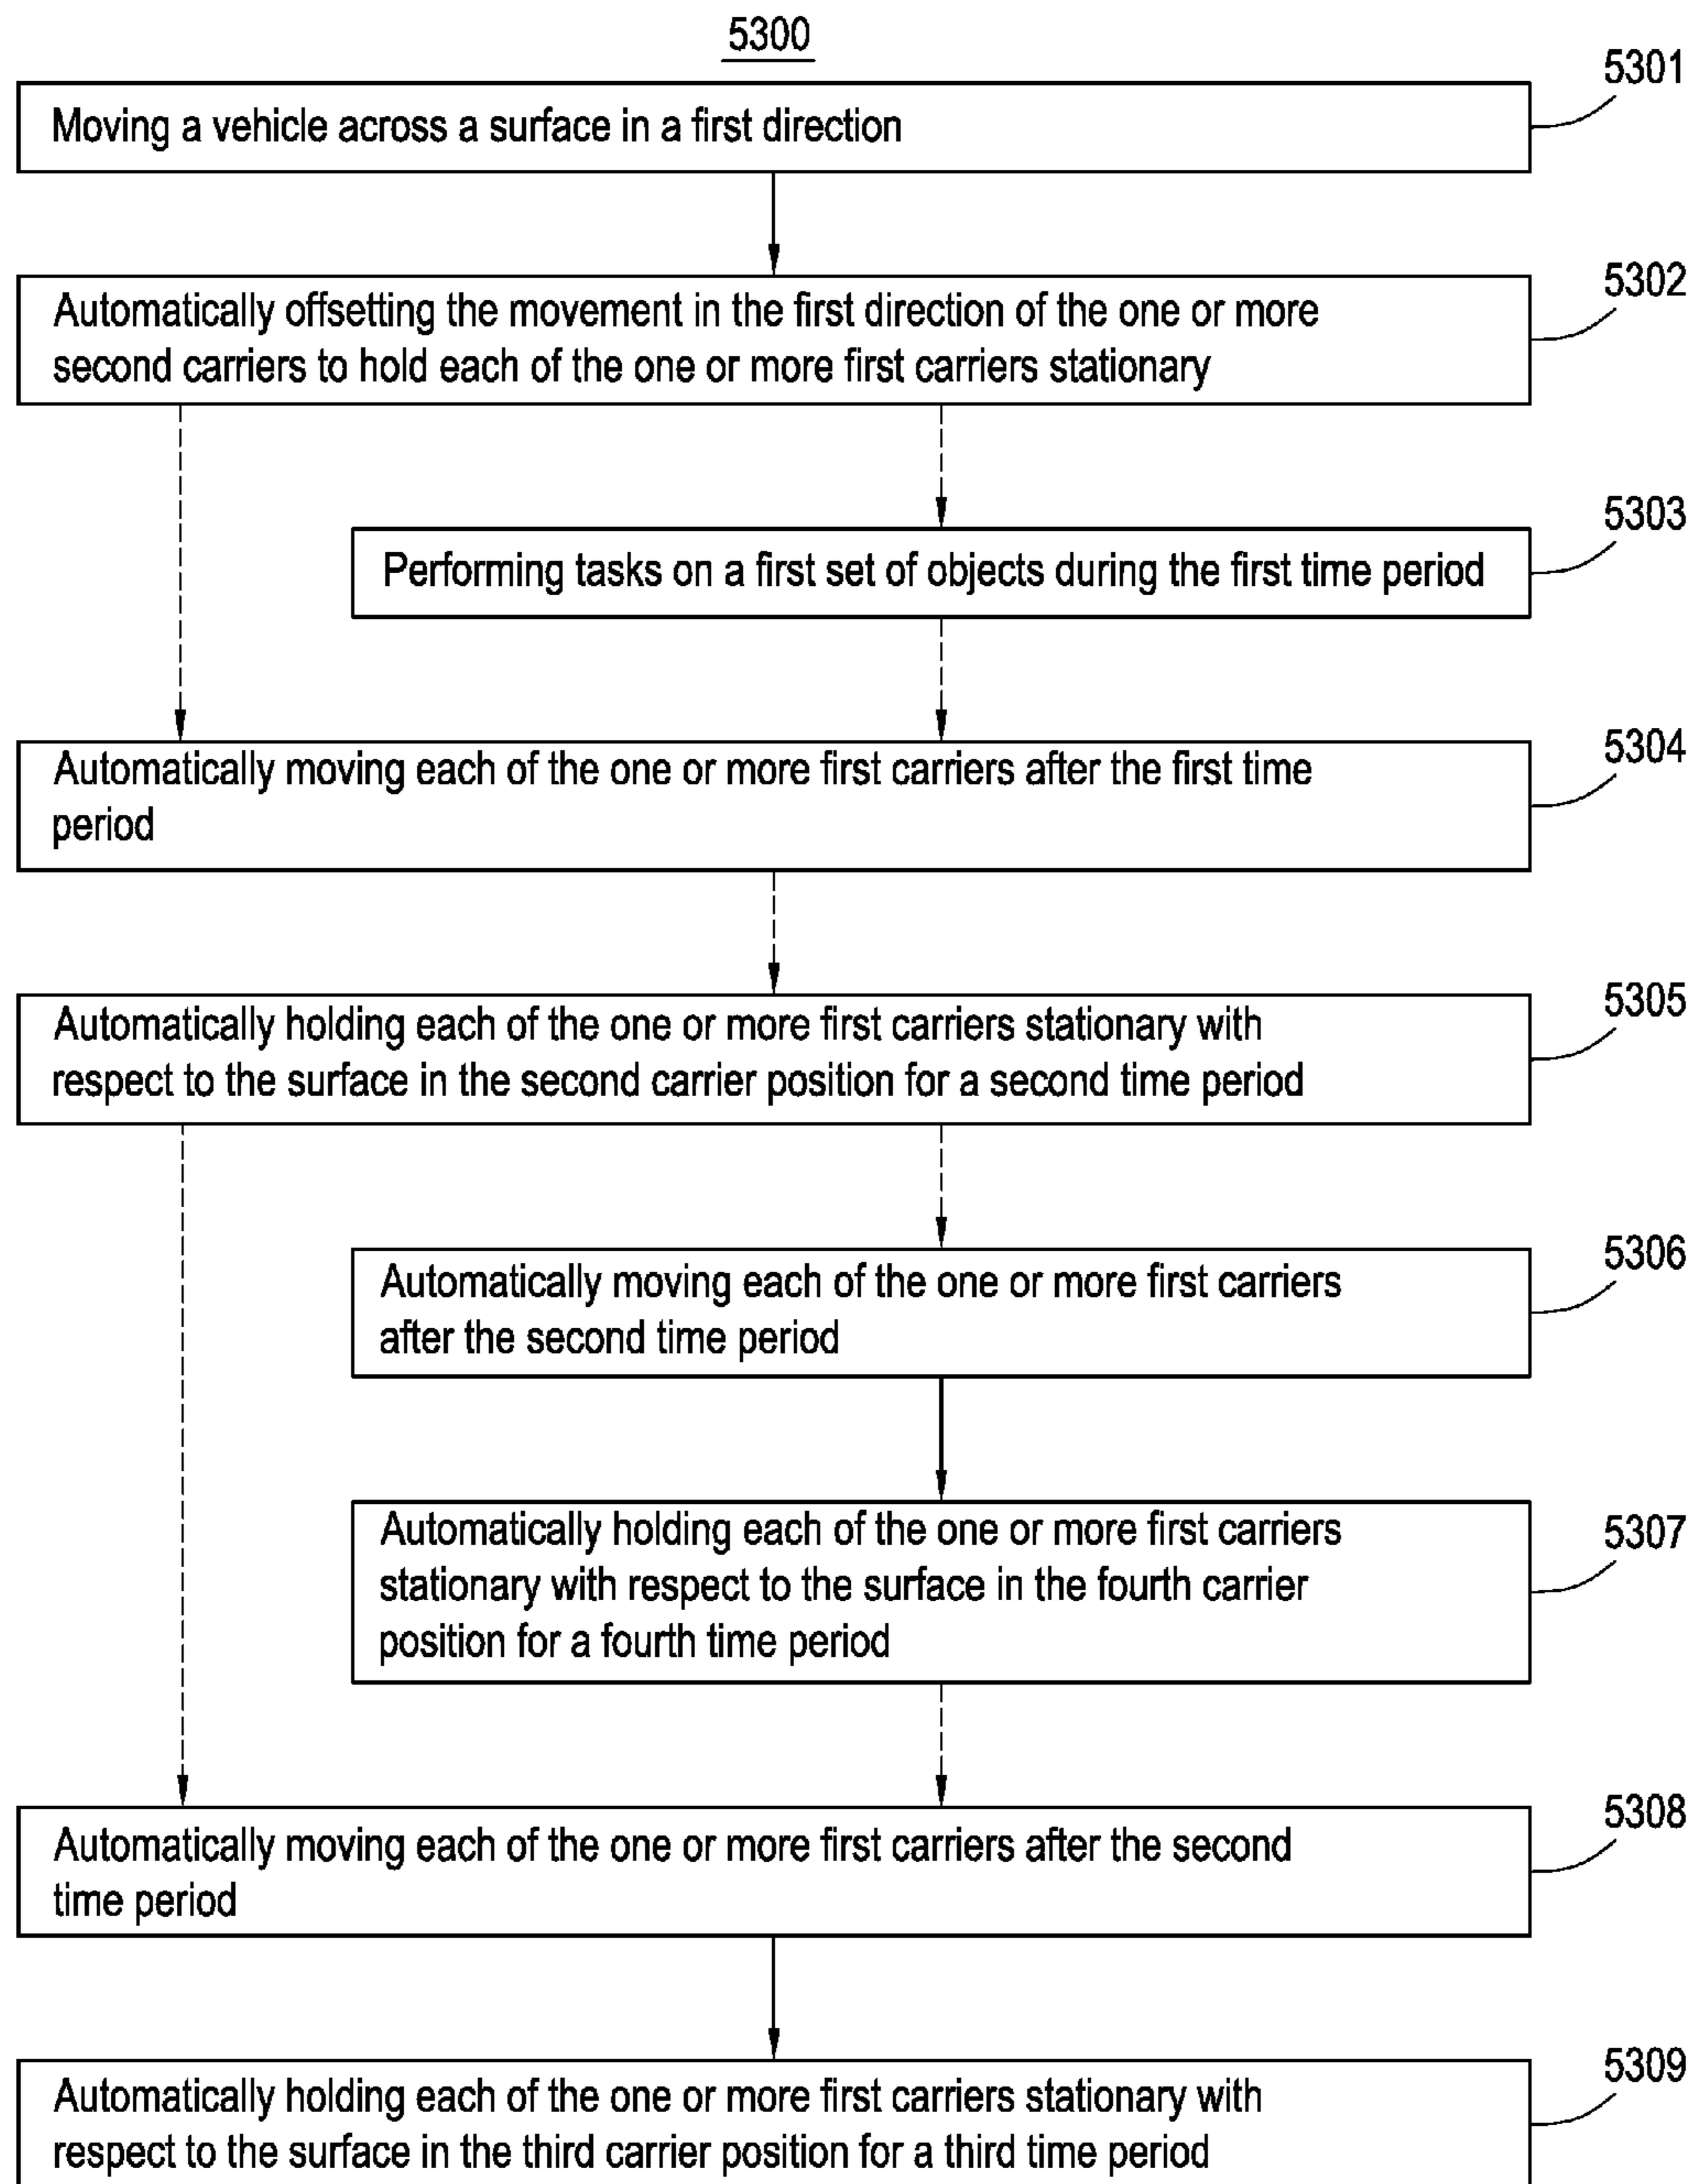 5300
5301
Moving a vehicle across a surface in a first direction
5302
Automatically offsetting the movement in the first direction of the one or more
second carriers to hold each of the one or more first carriers stationary
5303
Performing tasks on a first set of objects during the first time period
5304
Automatically moving each of the one or more first carriers after the first time
period
5305
Automatically holding each of the one or more first carriers stationary with
respect to the surface in the second carrier position for a second time period
5306
Automatically moving each of the one or more first carriers
after the second time period
5307
Automatically holding each of the one or more first carriers
stationary with respect to the surface in the fourth carrier
position for a fourth time period
5308
Automatically moving each of the one or more first carriers after the second
time period
5309
Automatically holding each of the one or more first carriers stationary with
respect to the surface in the third carrier position for a third time period